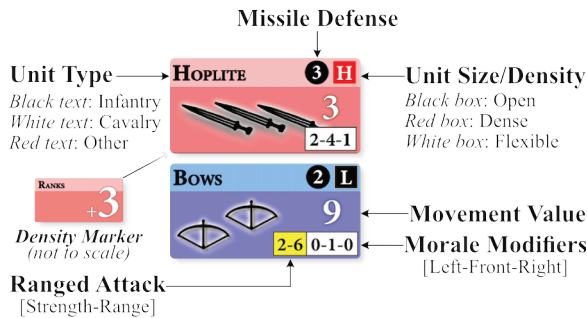 Missile Defense
Unit Type
Black text: Infantry
White text: Cavalry
Red text: Other
HOPLITE
3 H
3
2-4-1
Unit Size/Density
Black box: Open
Red box: Dense
White box: Flexible
RANKS
+3
Density Marker
(not to scale)
BOWS
2 L
9
2-6 0-1-0
Movement Value
Morale Modifiers
[Left-Front-Right]
Ranged Attack
[Strength-Range]